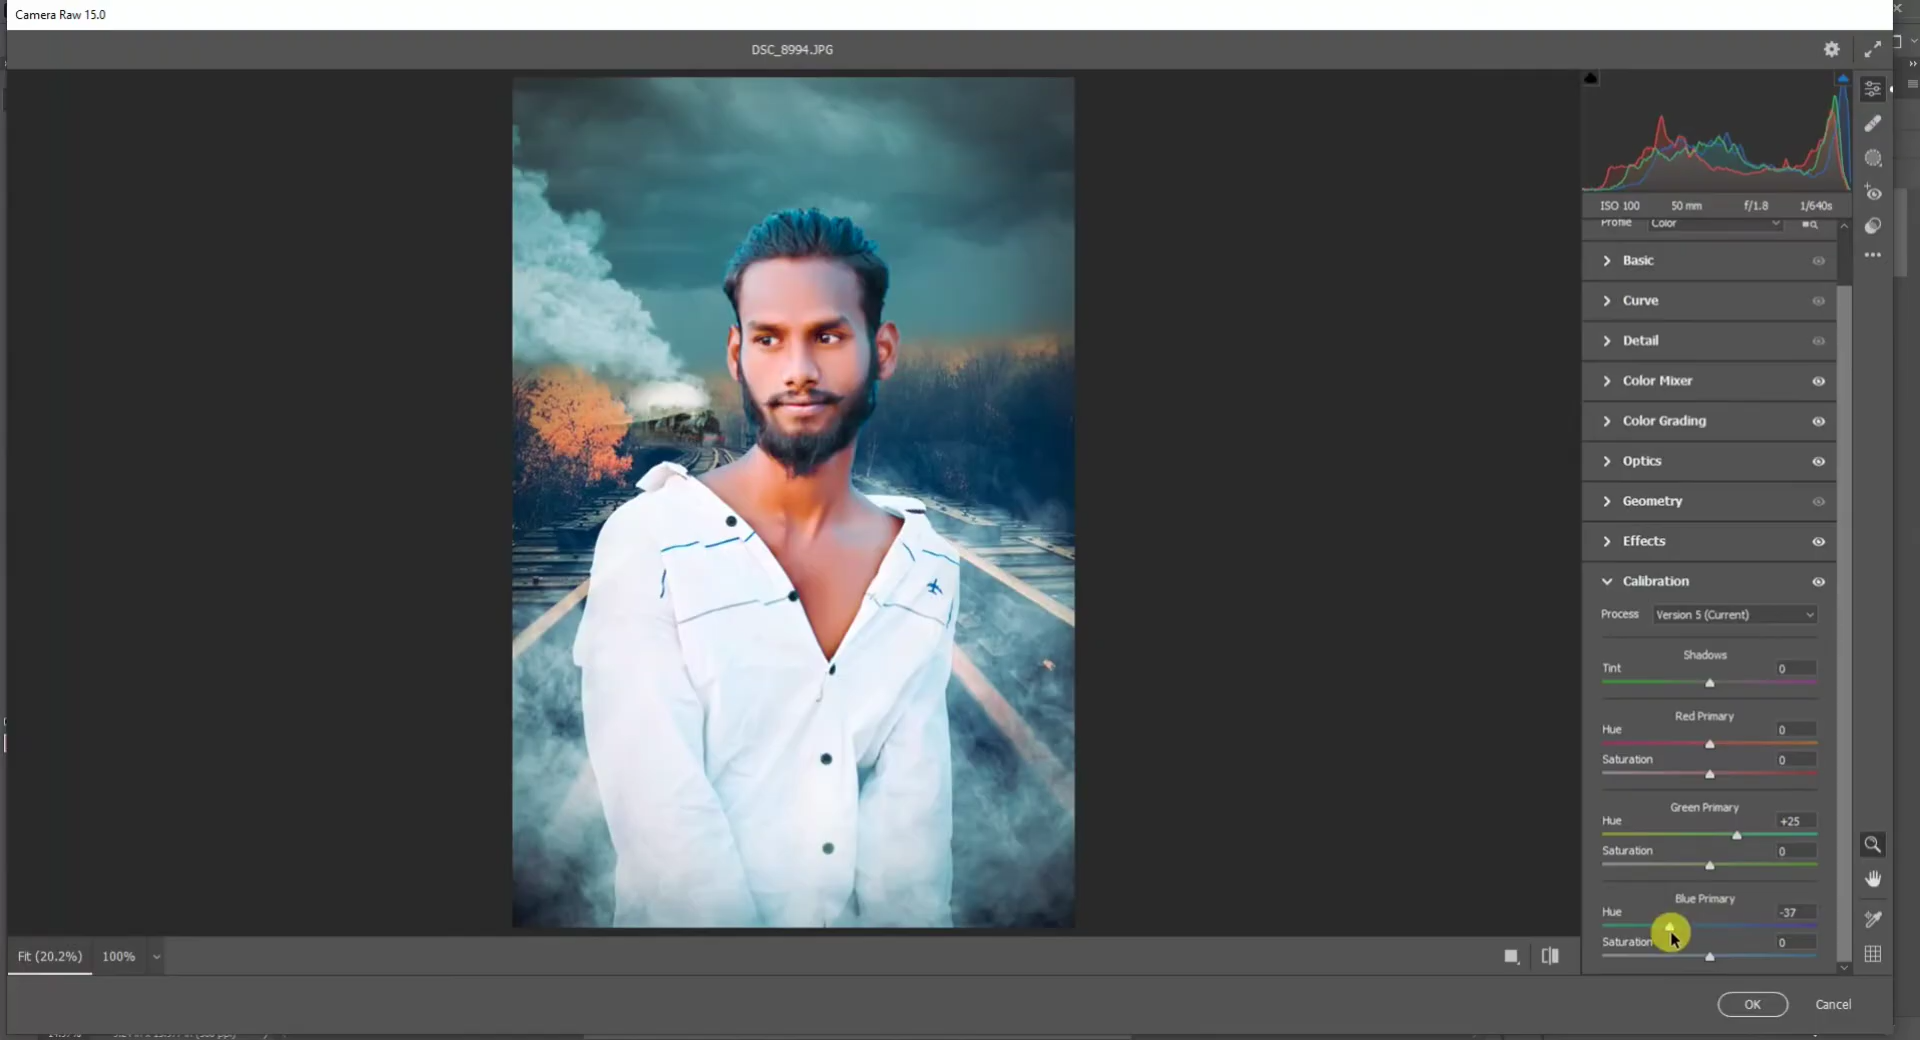 Camera Raw 15.0
DSC_8994.JPG
ISO 100 50 mm f/1.8 1/640s
Profile Color
Basic
Curve
Detail
Color Mixer
Color Grading
Optics
Geometry
Effects
Calibration
Process Version 5 (Current)
Shadows
Tint 0
Red Primary
Hue 0
Saturation 0
Green Primary
Hue +25
Saturation 0
Blue Primary
Hue -37
Saturation 0
Fit (20.2%) 100%
OK Cancel